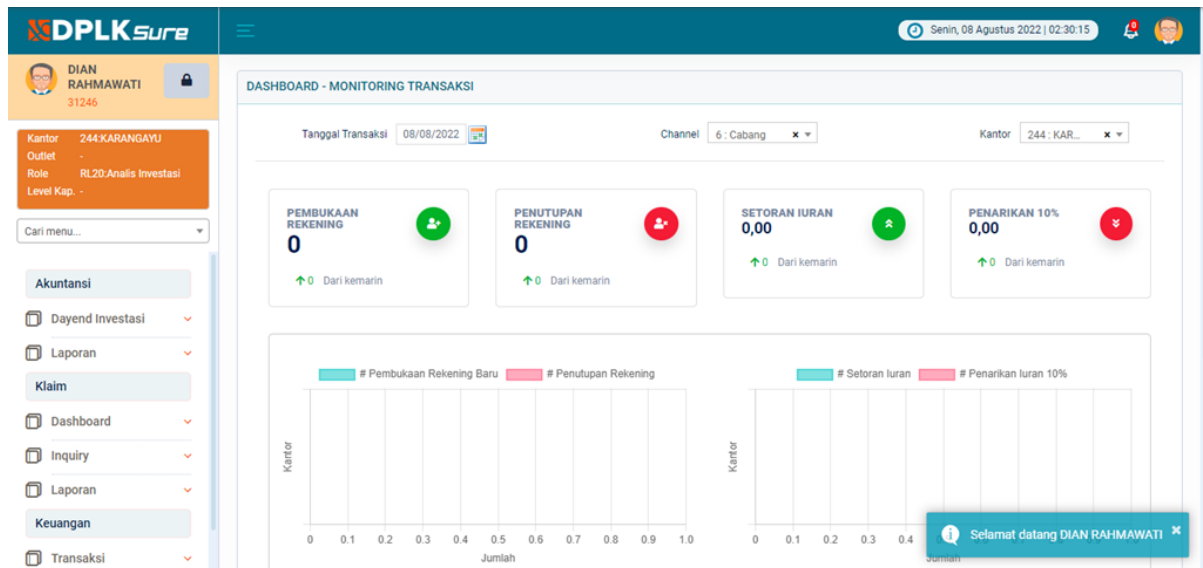 DPLKSure
Senin, 08 Agustus 2022 | 02:30:15
DIAN
RAHMAWATI
31246
Kantor 244:KARANGAYU
Outlet -
Role RL20:Analis Investasi
Level Kap. -
Cari menu...
Akuntansi
Dayend Investasi
Laporan
Klaim
Dashboard
Inquiry
Laporan
Keuangan
Transaksi
DASHBOARD - MONITORING TRANSAKSI
Tanggal Transaksi 08/08/2022 Channel 6 : Cabang x Kantor 244 : KAR... x
PEMBUKAAN
REKENING
0
0 Dari kemarin
PENUTUPAN
REKENING
0
0 Dari kemarin
SETORAN IURAN
0,00
0 Dari kemarin
PENARIKAN 10%
0,00
0 Dari kemarin
# Pembukaan Rekening Baru # Penutupan Rekening
Kantor
0 0.1 0.2 0.3 0.4 0.5 0.6 0.7 0.8 0.9 1.0
Jumlah
# Setoran Iuran # Penarikan Iuran 10%
Kantor
0 0.1 0.2 0.3 0.4
Jumlah
Selamat datang DIAN RAHMAWATI ×